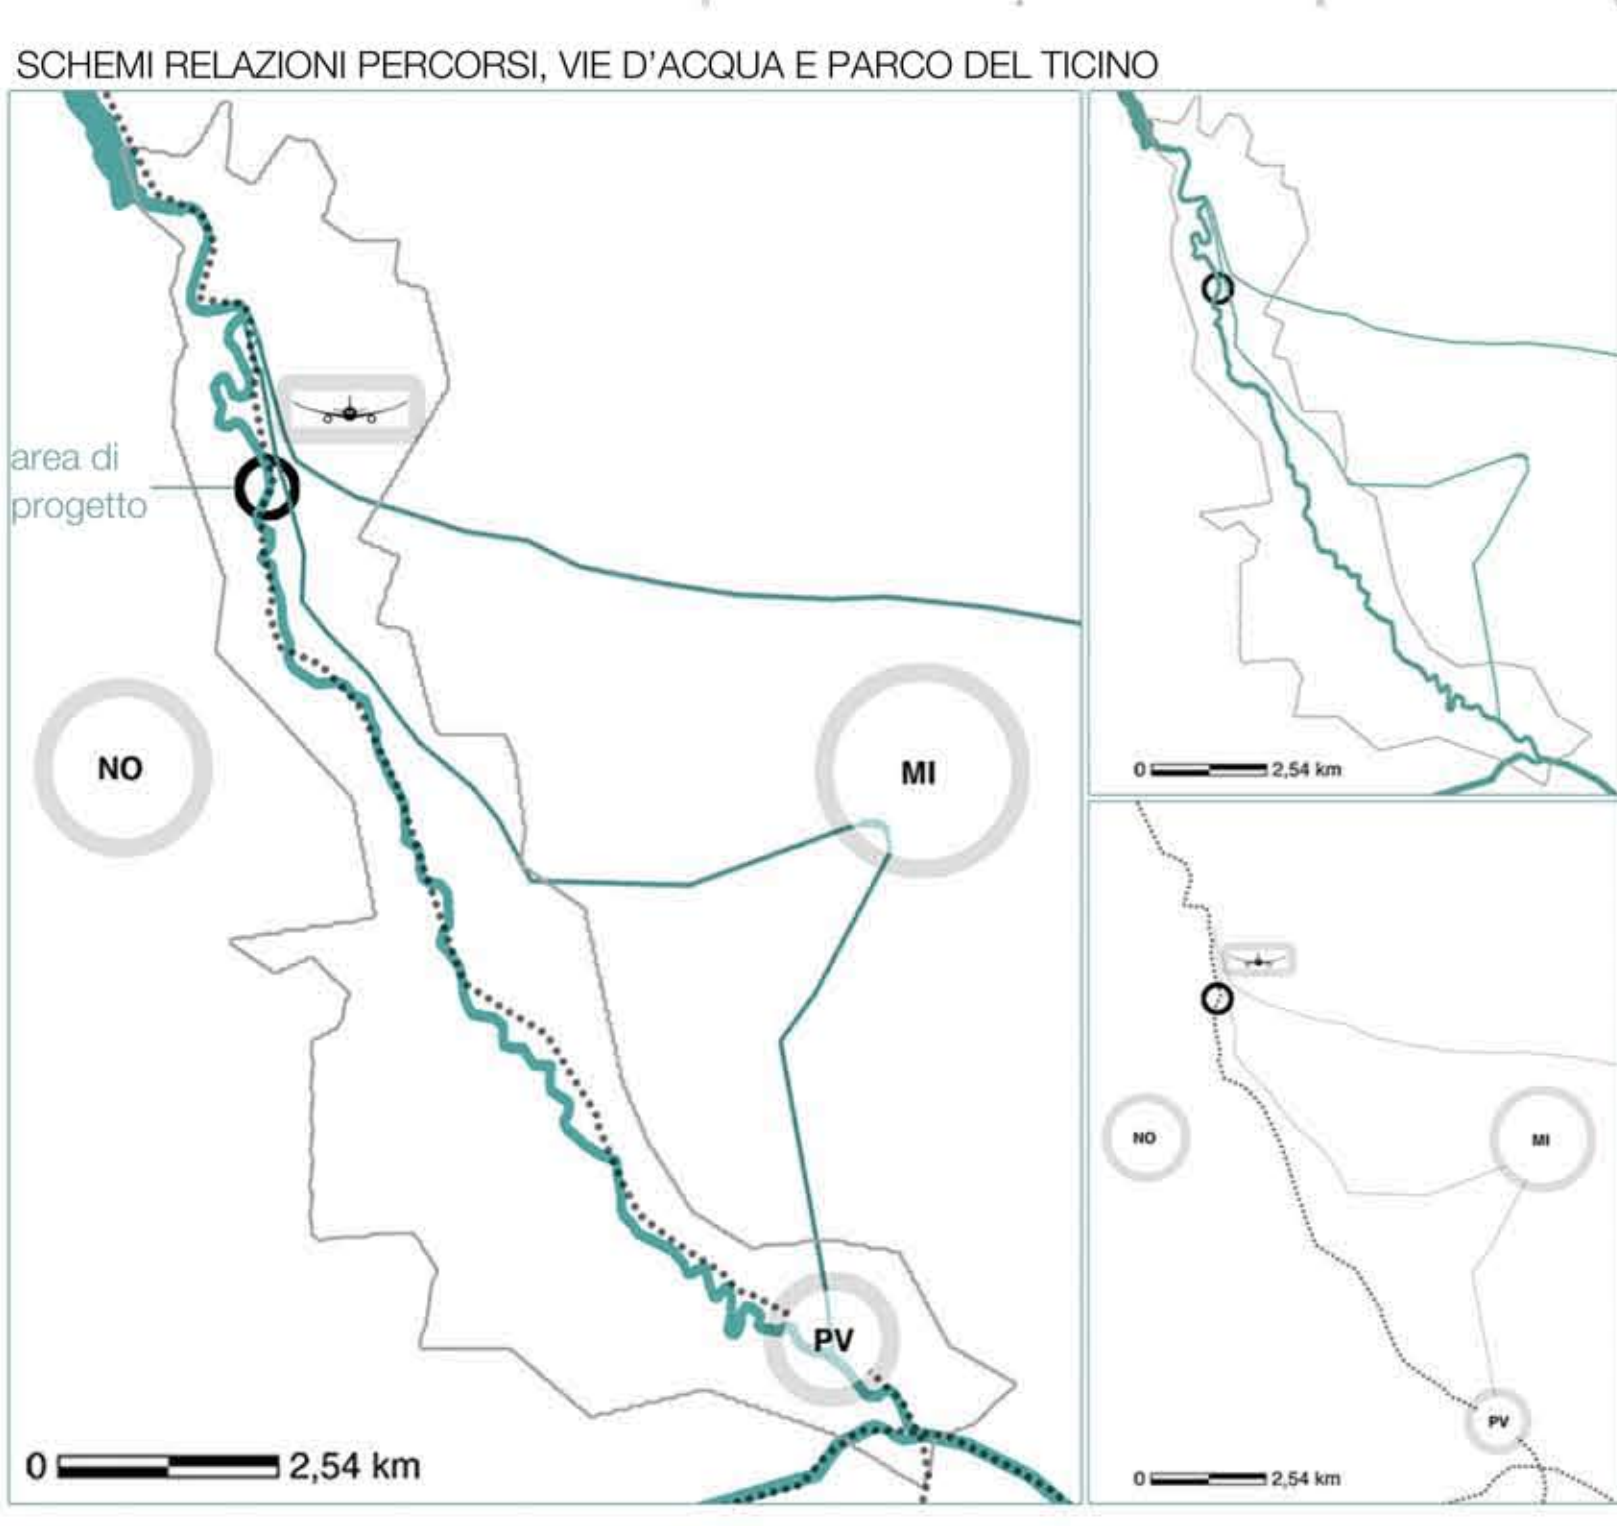 SCHEMI RELAZIONI PERCORSI, VIE D'ACQUA E PARCO DEL TICINO
area di
progetto
NO
MI
PV
0 2,54 km
0 2,54 km
NO
MI
PV
0 2,54 km